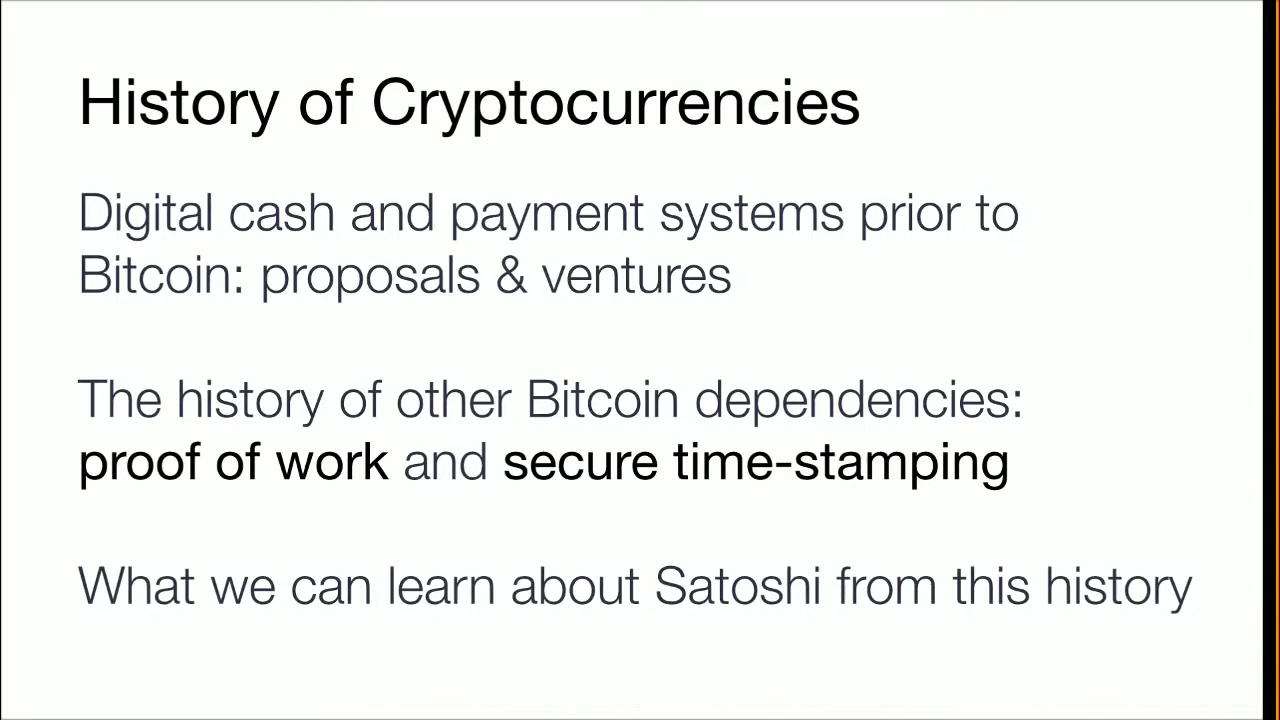 History of Cryptocurrencies
Digital cash and payment systems prior to
Bitcoin: proposals & ventures
The history of other Bitcoin dependencies:
proof of work and secure time-stamping
What we can learn about Satoshi from this history